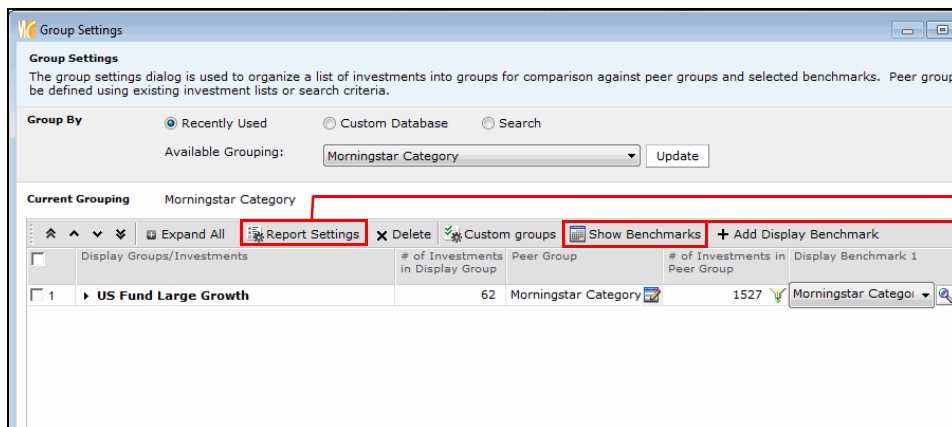 Group Settings
Group Settings
The group settings dialog is used to organize a list of investments into groups for comparison against peer groups and selected benchmarks. Peer group
be defined using existing investment lists or search criteria.
Group By Recently Used Custom Database Search
Available Grouping: Morningstar Category Update
Current Grouping Morningstar Category
Expand All Report Settings Delete Custom groups Show Benchmarks Add Display Benchmark
Display Groups/Investments # of Investments in Display Group Peer Group # of Investments in Peer Group Display Benchmark 1
1 US Fund Large Growth 62 Morningstar Category 1527 Morningstar Categor